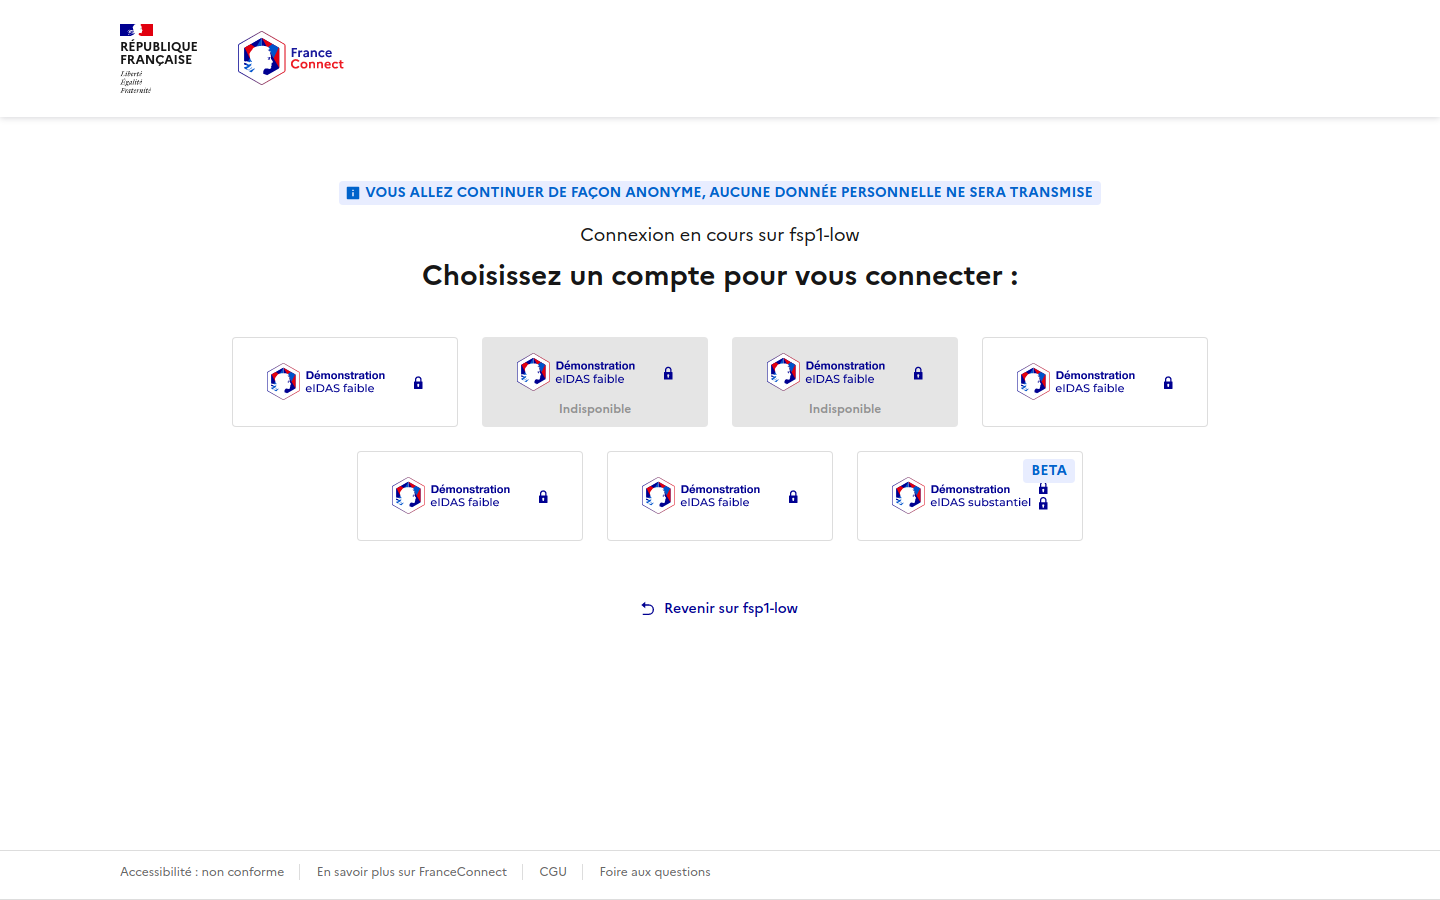 RÉPUBLIQUE
FRANÇAISE
Liberté
Égalité
Fraternité
France
Connect
VOUS ALLEZ CONTINUER DE FAÇON ANONYME, AUCUNE DONNÉE PERSONNELLE NE SERA TRANSMISE
Connexion en cours sur fsp1-low
Choisissez un compte pour vous connecter :
Démonstration
eIDAS faible
Démonstration
eIDAS faible
Indisponible
Démonstration
eIDAS faible
Indisponible
Démonstration
eIDAS faible
Démonstration
eIDAS faible
Démonstration
eIDAS faible
BETA
Démonstration
eIDAS substantiel
Revenir sur fsp1-low
Accessibilité : non conforme
En savoir plus sur FranceConnect
CGU
Foire aux questions